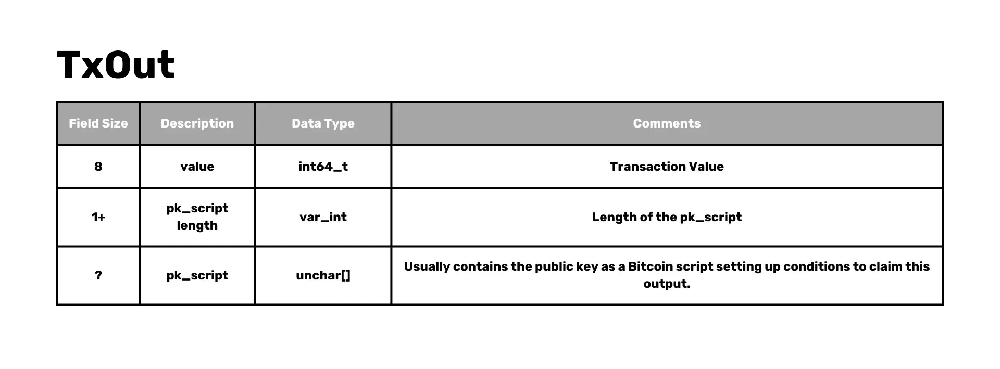 TxOut
Field Size Description Data Type Comments
8 value int64_t Transaction Value
1+ pk_script length var_int Length of the pk_script
? pk_script unchar[] Usually contains the public key as a Bitcoin script setting up conditions to claim this
output.